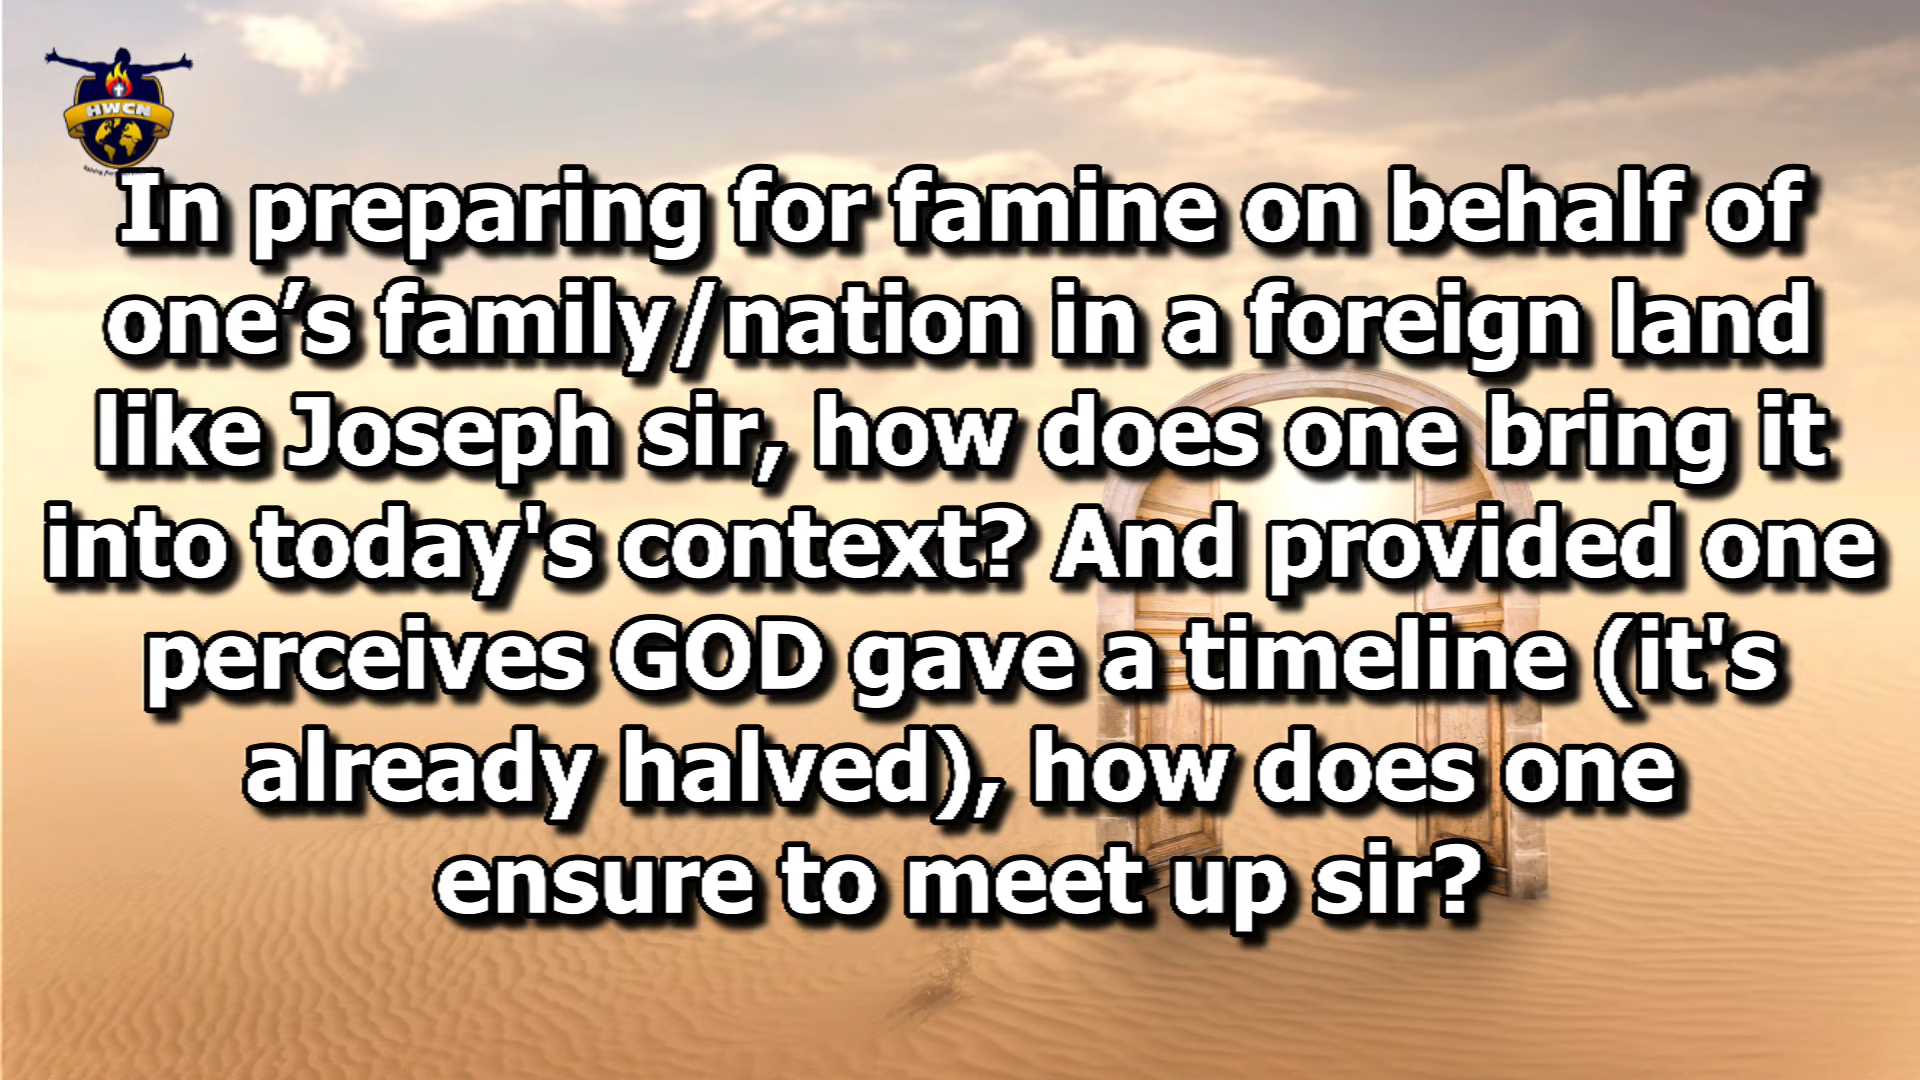 HWCN
In preparing for famine on behalf of
one’s family/nation in a foreign land
like Joseph sir, how does one bring it
into today's context? And provided one
perceives GOD gave a timeline (it's
already halved), how does one
ensure to meet up sir?